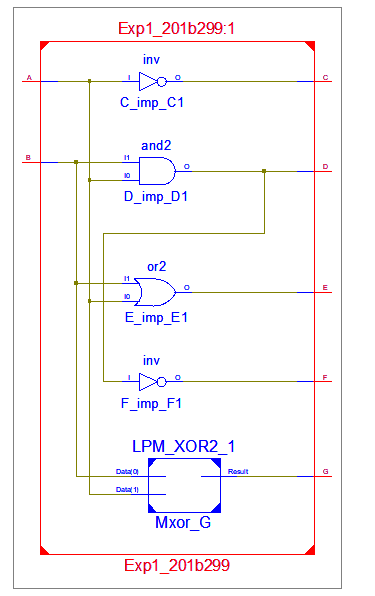 Exp1_201b299:1
inv
A I O C
C_imp_C1
and2
B I1
I0 O D
D_imp_D1
or2
I1
I0 O E
E_imp_E1
inv
I O F
F_imp_F1
LPM_XOR2_1
Data(0) Result G
Data(1)
Mxor_G
Exp1_201b299